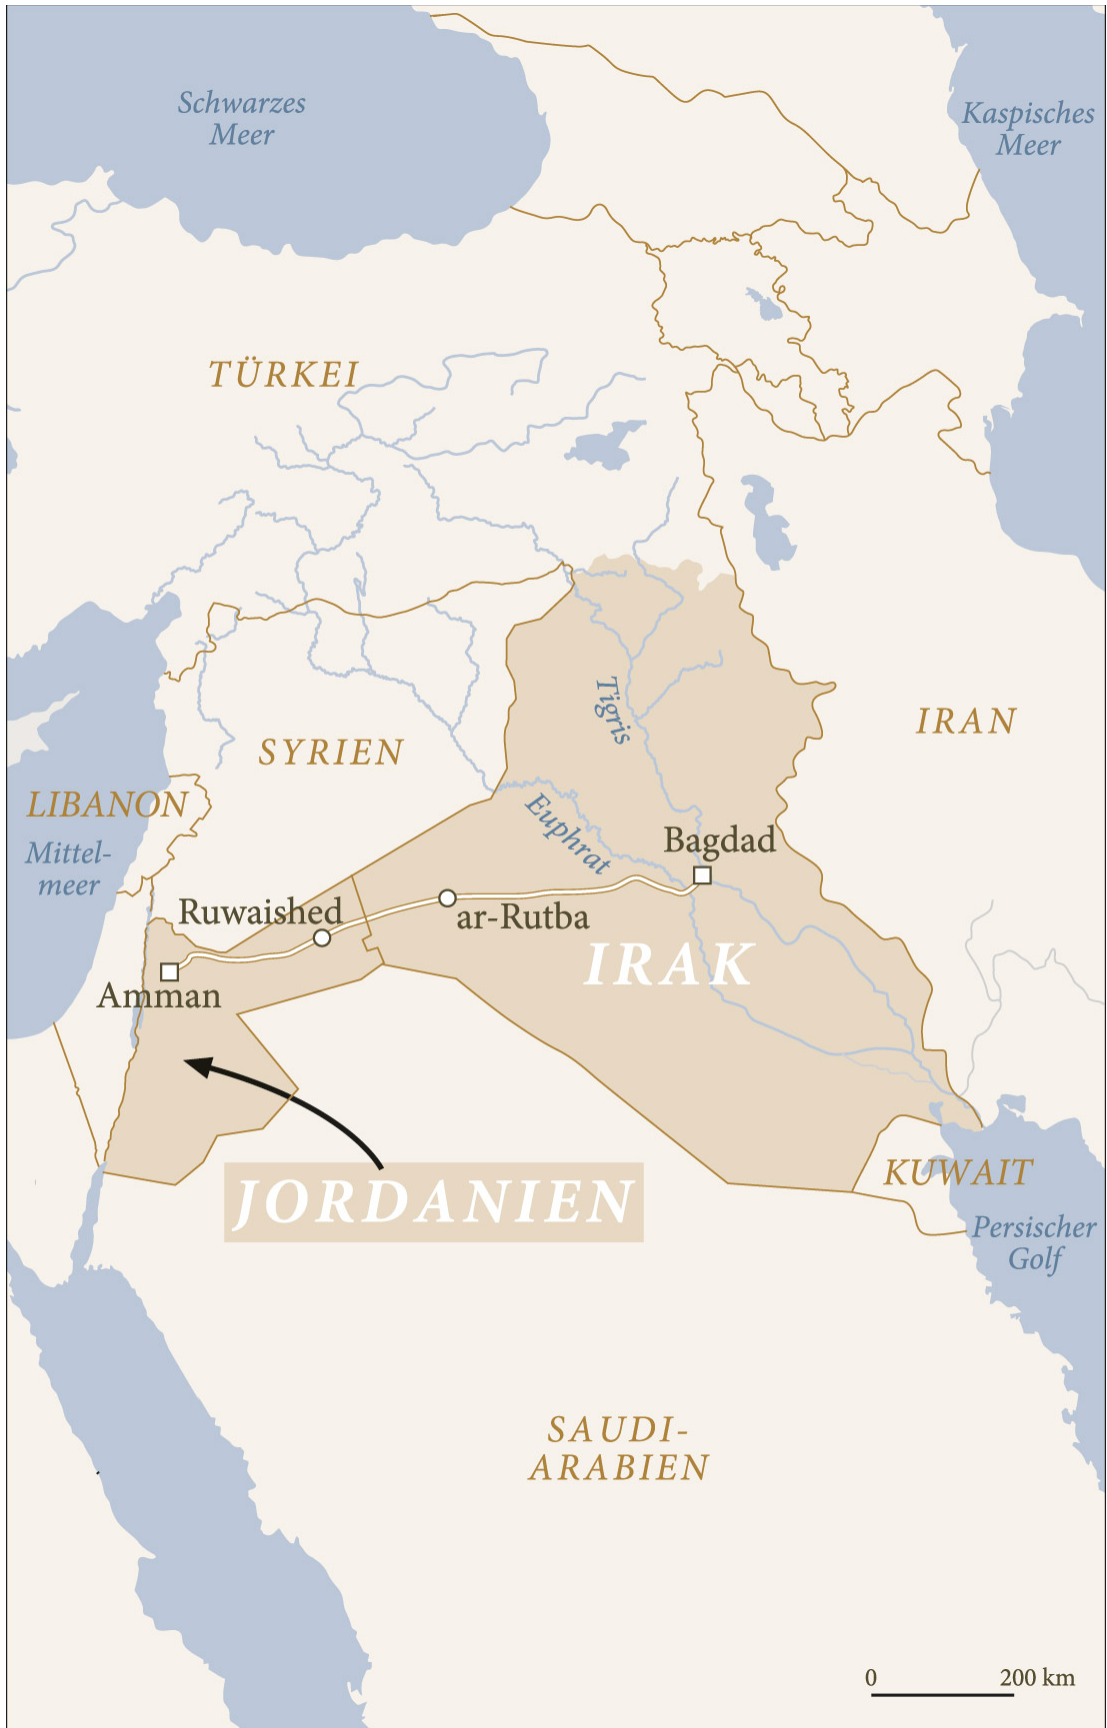 Schwarzes
Meer
Kaspisches
Meer
TÜRKEI
Tigris
IRAN
SYRIEN
LIBANON
Euphrat
Mittel-
meer
Bagdad
Ruwaished
ar-Rutba
IRAK
Amman
KUWAIT
JORDANIEN
Persischer
Golf
SAUDI-
ARABIEN
0 200 km